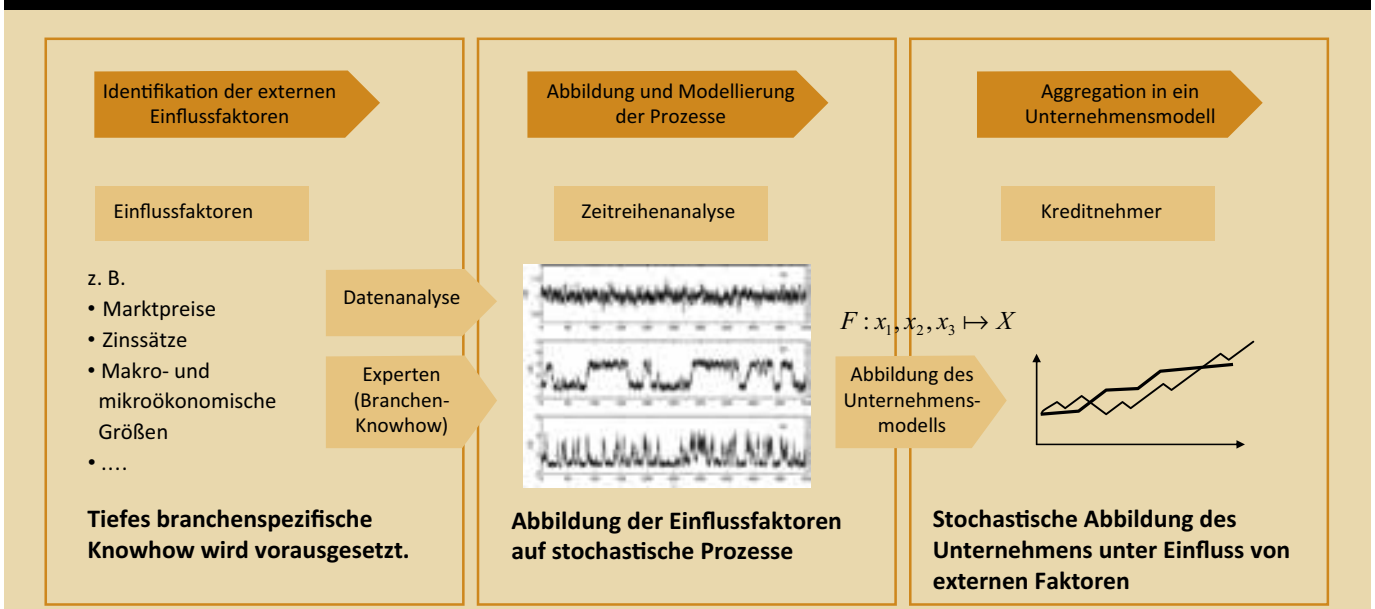 Identifikation der externen
Einflussfaktoren
Einflussfaktoren
z. B.
• Marktpreise
• Zinssätze
• Makro- und
mikroökonomische
Größen
• ....
Datenanalyse
Experten
(Branchen-
Knowhow)
Tiefes branchenspezifische
Knowhow wird vorausgesetzt.
Abbildung und Modellierung
der Prozesse
Zeitreihenanalyse
Abbildung der Einflussfaktoren
auf stochastische Prozesse
F : x₁, x₂, x₃ ↦ X
Abbildung des
Unternehmens-
modells
Aggregation in ein
Unternehmensmodell
Kreditnehmer
Stochastische Abbildung des
Unternehmens unter Einfluss von
externen Faktoren